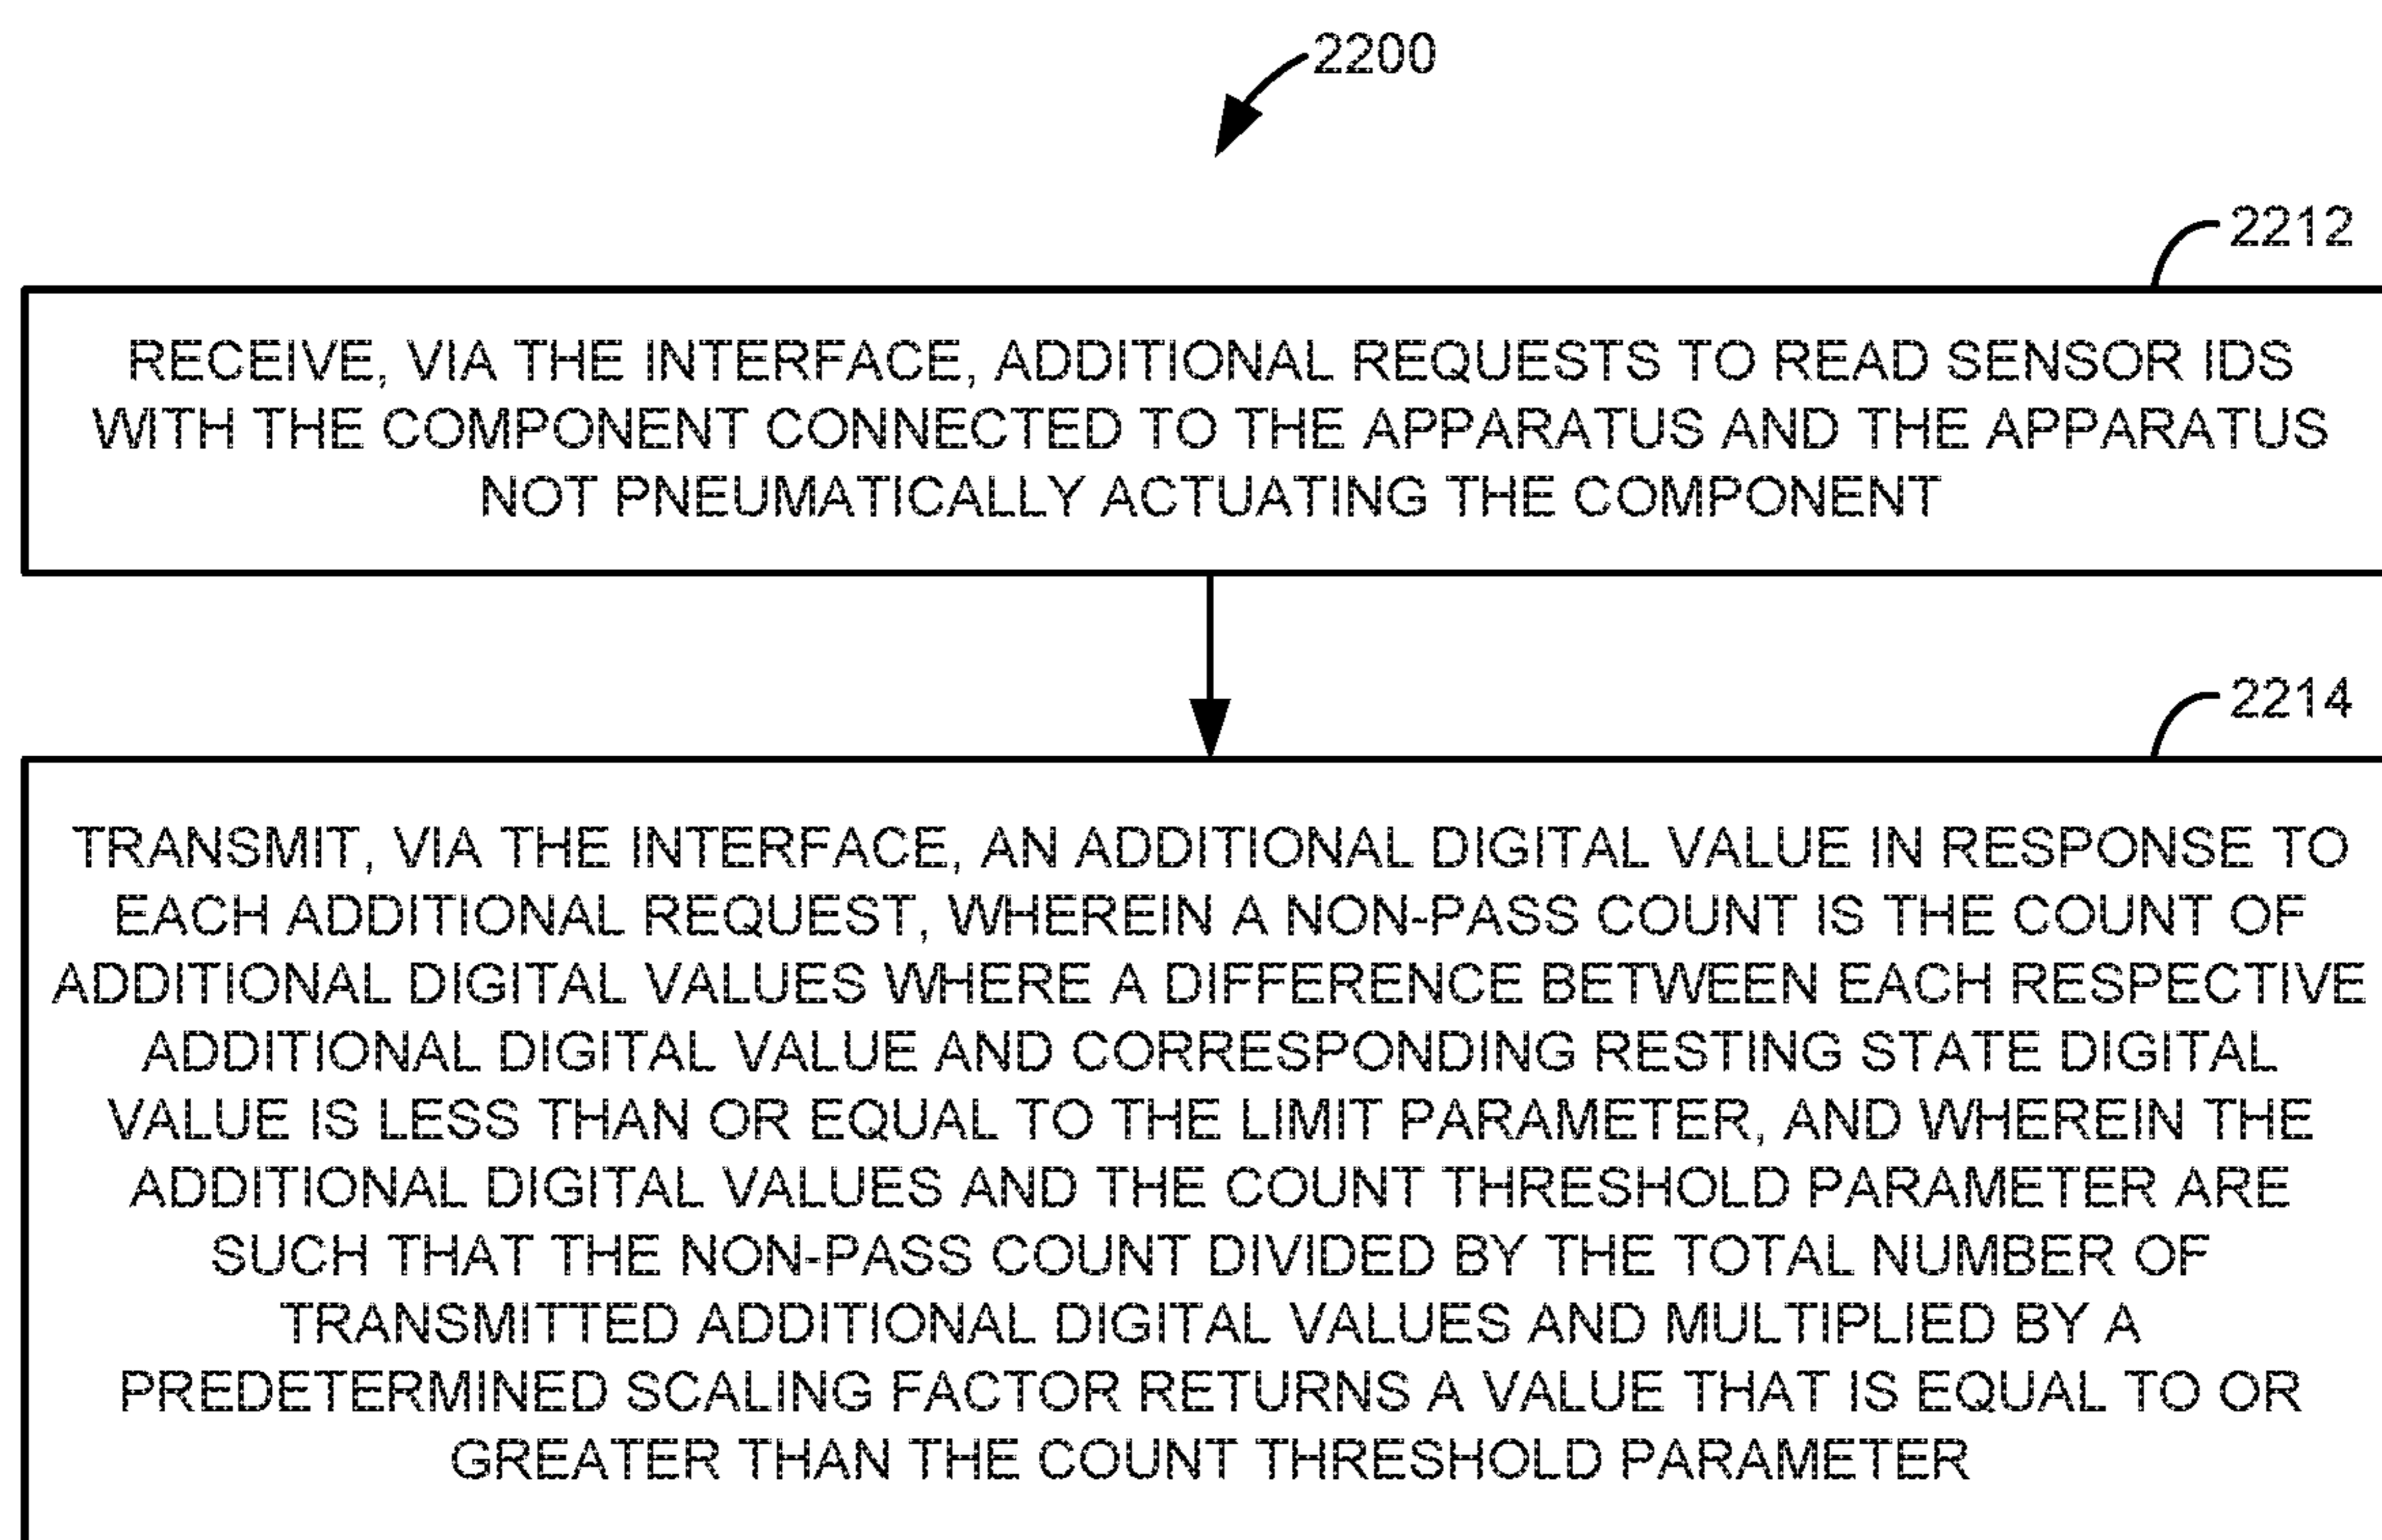 2200
2212
RECEIVE, VIA THE INTERFACE, ADDITIONAL REQUESTS TO READ SENSOR IDS
WITH THE COMPONENT CONNECTED TO THE APPARATUS AND THE APPARATUS
NOT PNEUMATICALLY ACTUATING THE COMPONENT
2214
TRANSMIT, VIA THE INTERFACE, AN ADDITIONAL DIGITAL VALUE IN RESPONSE TO
EACH ADDITIONAL REQUEST, WHEREIN A NON-PASS COUNT IS THE COUNT OF
ADDITIONAL DIGITAL VALUES WHERE A DIFFERENCE BETWEEN EACH RESPECTIVE
ADDITIONAL DIGITAL VALUE AND CORRESPONDING RESTING STATE DIGITAL
VALUE IS LESS THAN OR EQUAL TO THE LIMIT PARAMETER, AND WHEREIN THE
ADDITIONAL DIGITAL VALUES AND THE COUNT THRESHOLD PARAMETER ARE
SUCH THAT THE NON-PASS COUNT DIVIDED BY THE TOTAL NUMBER OF
TRANSMITTED ADDITIONAL DIGITAL VALUES AND MULTIPLIED BY A
PREDETERMINED SCALING FACTOR RETURNS A VALUE THAT IS EQUAL TO OR
GREATER THAN THE COUNT THRESHOLD PARAMETER